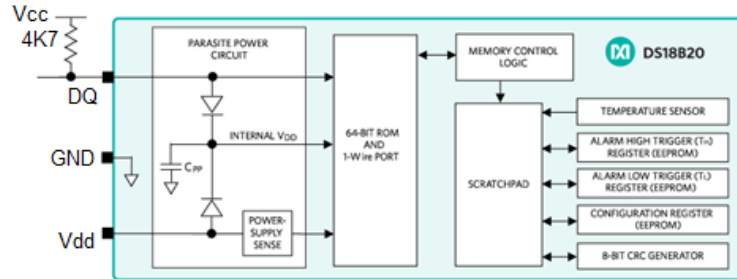 Vcc
4K7
DQ
GND
Vdd
PARASITE POWER
CIRCUIT
INTERNAL VDD
CPP
POWER-
SUPPLY
SENSE
64-BIT ROM
AND
1-Wire PORT
MEMORY CONTROL
LOGIC
SCRATCHPAD
DS18B20
TEMPERATURE SENSOR
ALARM HIGH TRIGGER (TH)
REGISTER (EEPROM)
ALARM LOW TRIGGER (TL)
REGISTER (EEPROM)
CONFIGURATION REGISTER
(EEPROM)
8-BIT CRC GENERATOR